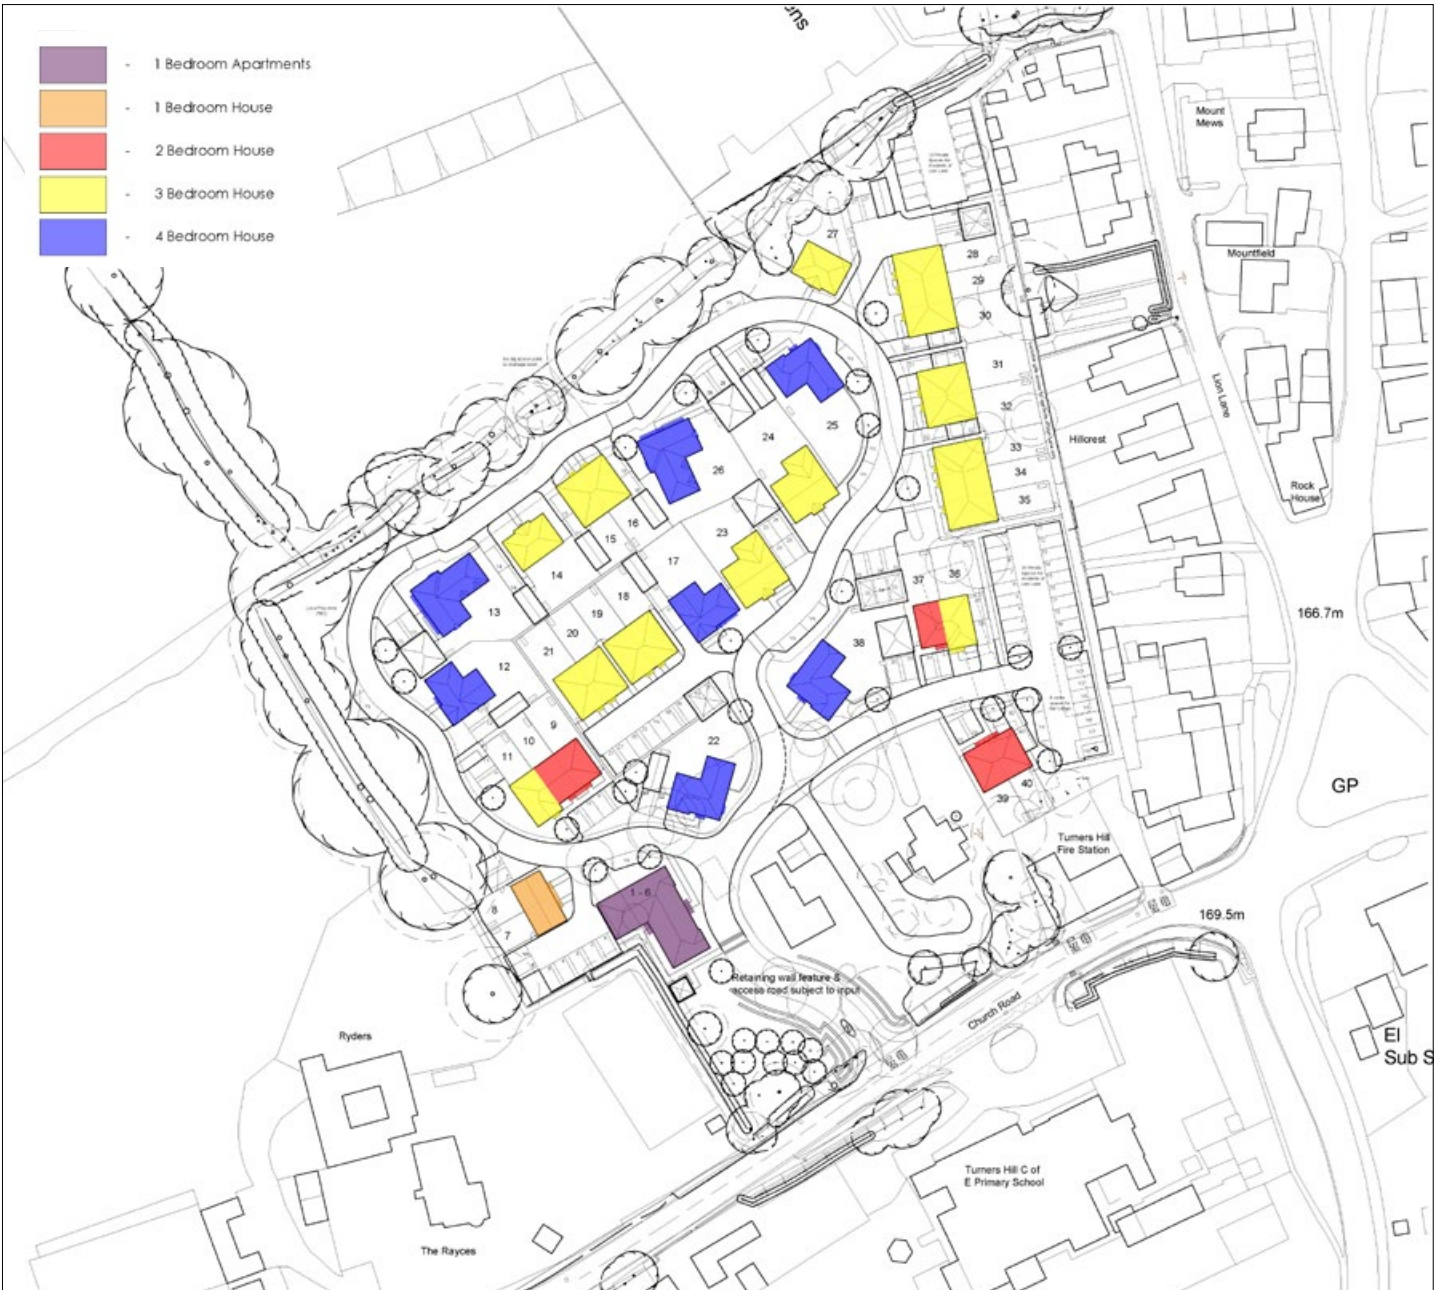 ens
- 1 Bedroom Apartments
- 1 Bedroom House
- 2 Bedroom House
- 3 Bedroom House
- 4 Bedroom House
Mount
Mews
Mountfield
27
28
29
30
31
32
33
34
35
Hillcrest
Lion Lane
Rock
House
25
24
26
16
15
14
23
17
18
19
20
21
13
12
9
10
11
22
37
36
38
166.7m
GP
39
40
Turners Hill
Fire Station
169.5m
1 - 6
8
7
P
Retaining wall feature &
access road subject to input
Church Road
Ryders
The Rayces
Turners Hill C of
E Primary School
El
Sub S